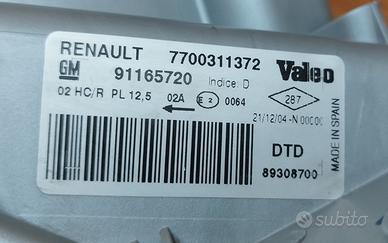 RENAULT 7700311372 Valeo
GM 91165720 Indice: D
02 HC/R PL 12,5 02A E 2 0064 287
21/12/04 -N 00000
DTD
89308700
MADE IN SPAIN
subito